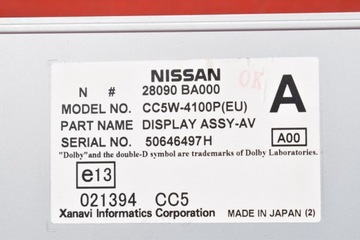 NISSAN
OK
N # 28090 BA000
A
MODEL NO. CC5W-4100P(EU)
PART NAME DISPLAY ASSY-AV
SERIAL NO. 50646497H
A00
"Dolby"and the double-D symbol are trademarks of Dolby Laboratories.
e13
021394 CC5
Xanavi Informatics Corporation MADE IN JAPAN (2)